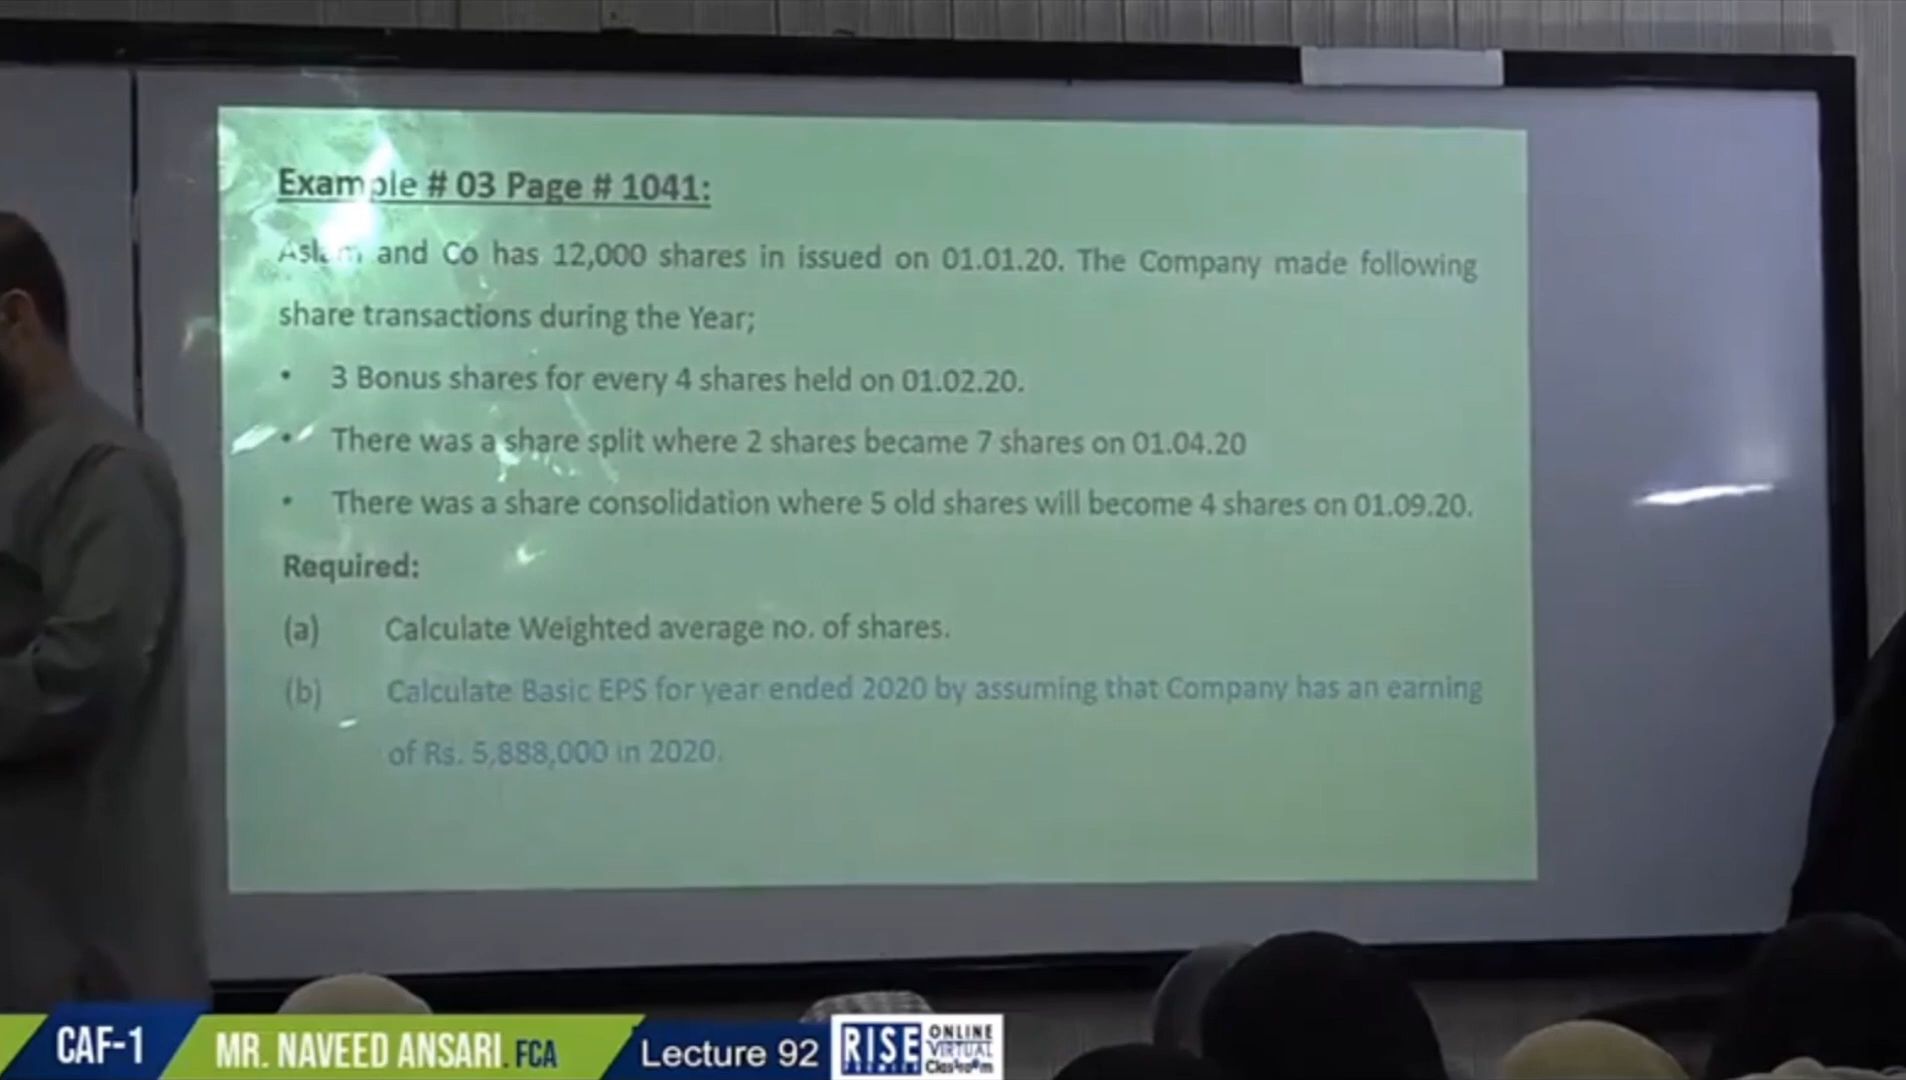 Example # 03 Page # 1041:
Aslam and Co has 12,000 shares in issued on 01.01.20. The Company made following
share transactions during the Year;
• 3 Bonus shares for every 4 shares held on 01.02.20.
• There was a share split where 2 shares became 7 shares on 01.04.20
• There was a share consolidation where 5 old shares will become 4 shares on 01.09.20.
Required:
(a) Calculate Weighted average no. of shares.
(b) Calculate Basic EPS for year ended 2020 by assuming that Company has an earning
of Rs. 5,888,000 in 2020.
CAF-1 MR. NAVEED ANSARI. FCA Lecture 92 RISE PREMIER ONLINE VIRTUAL Classroom